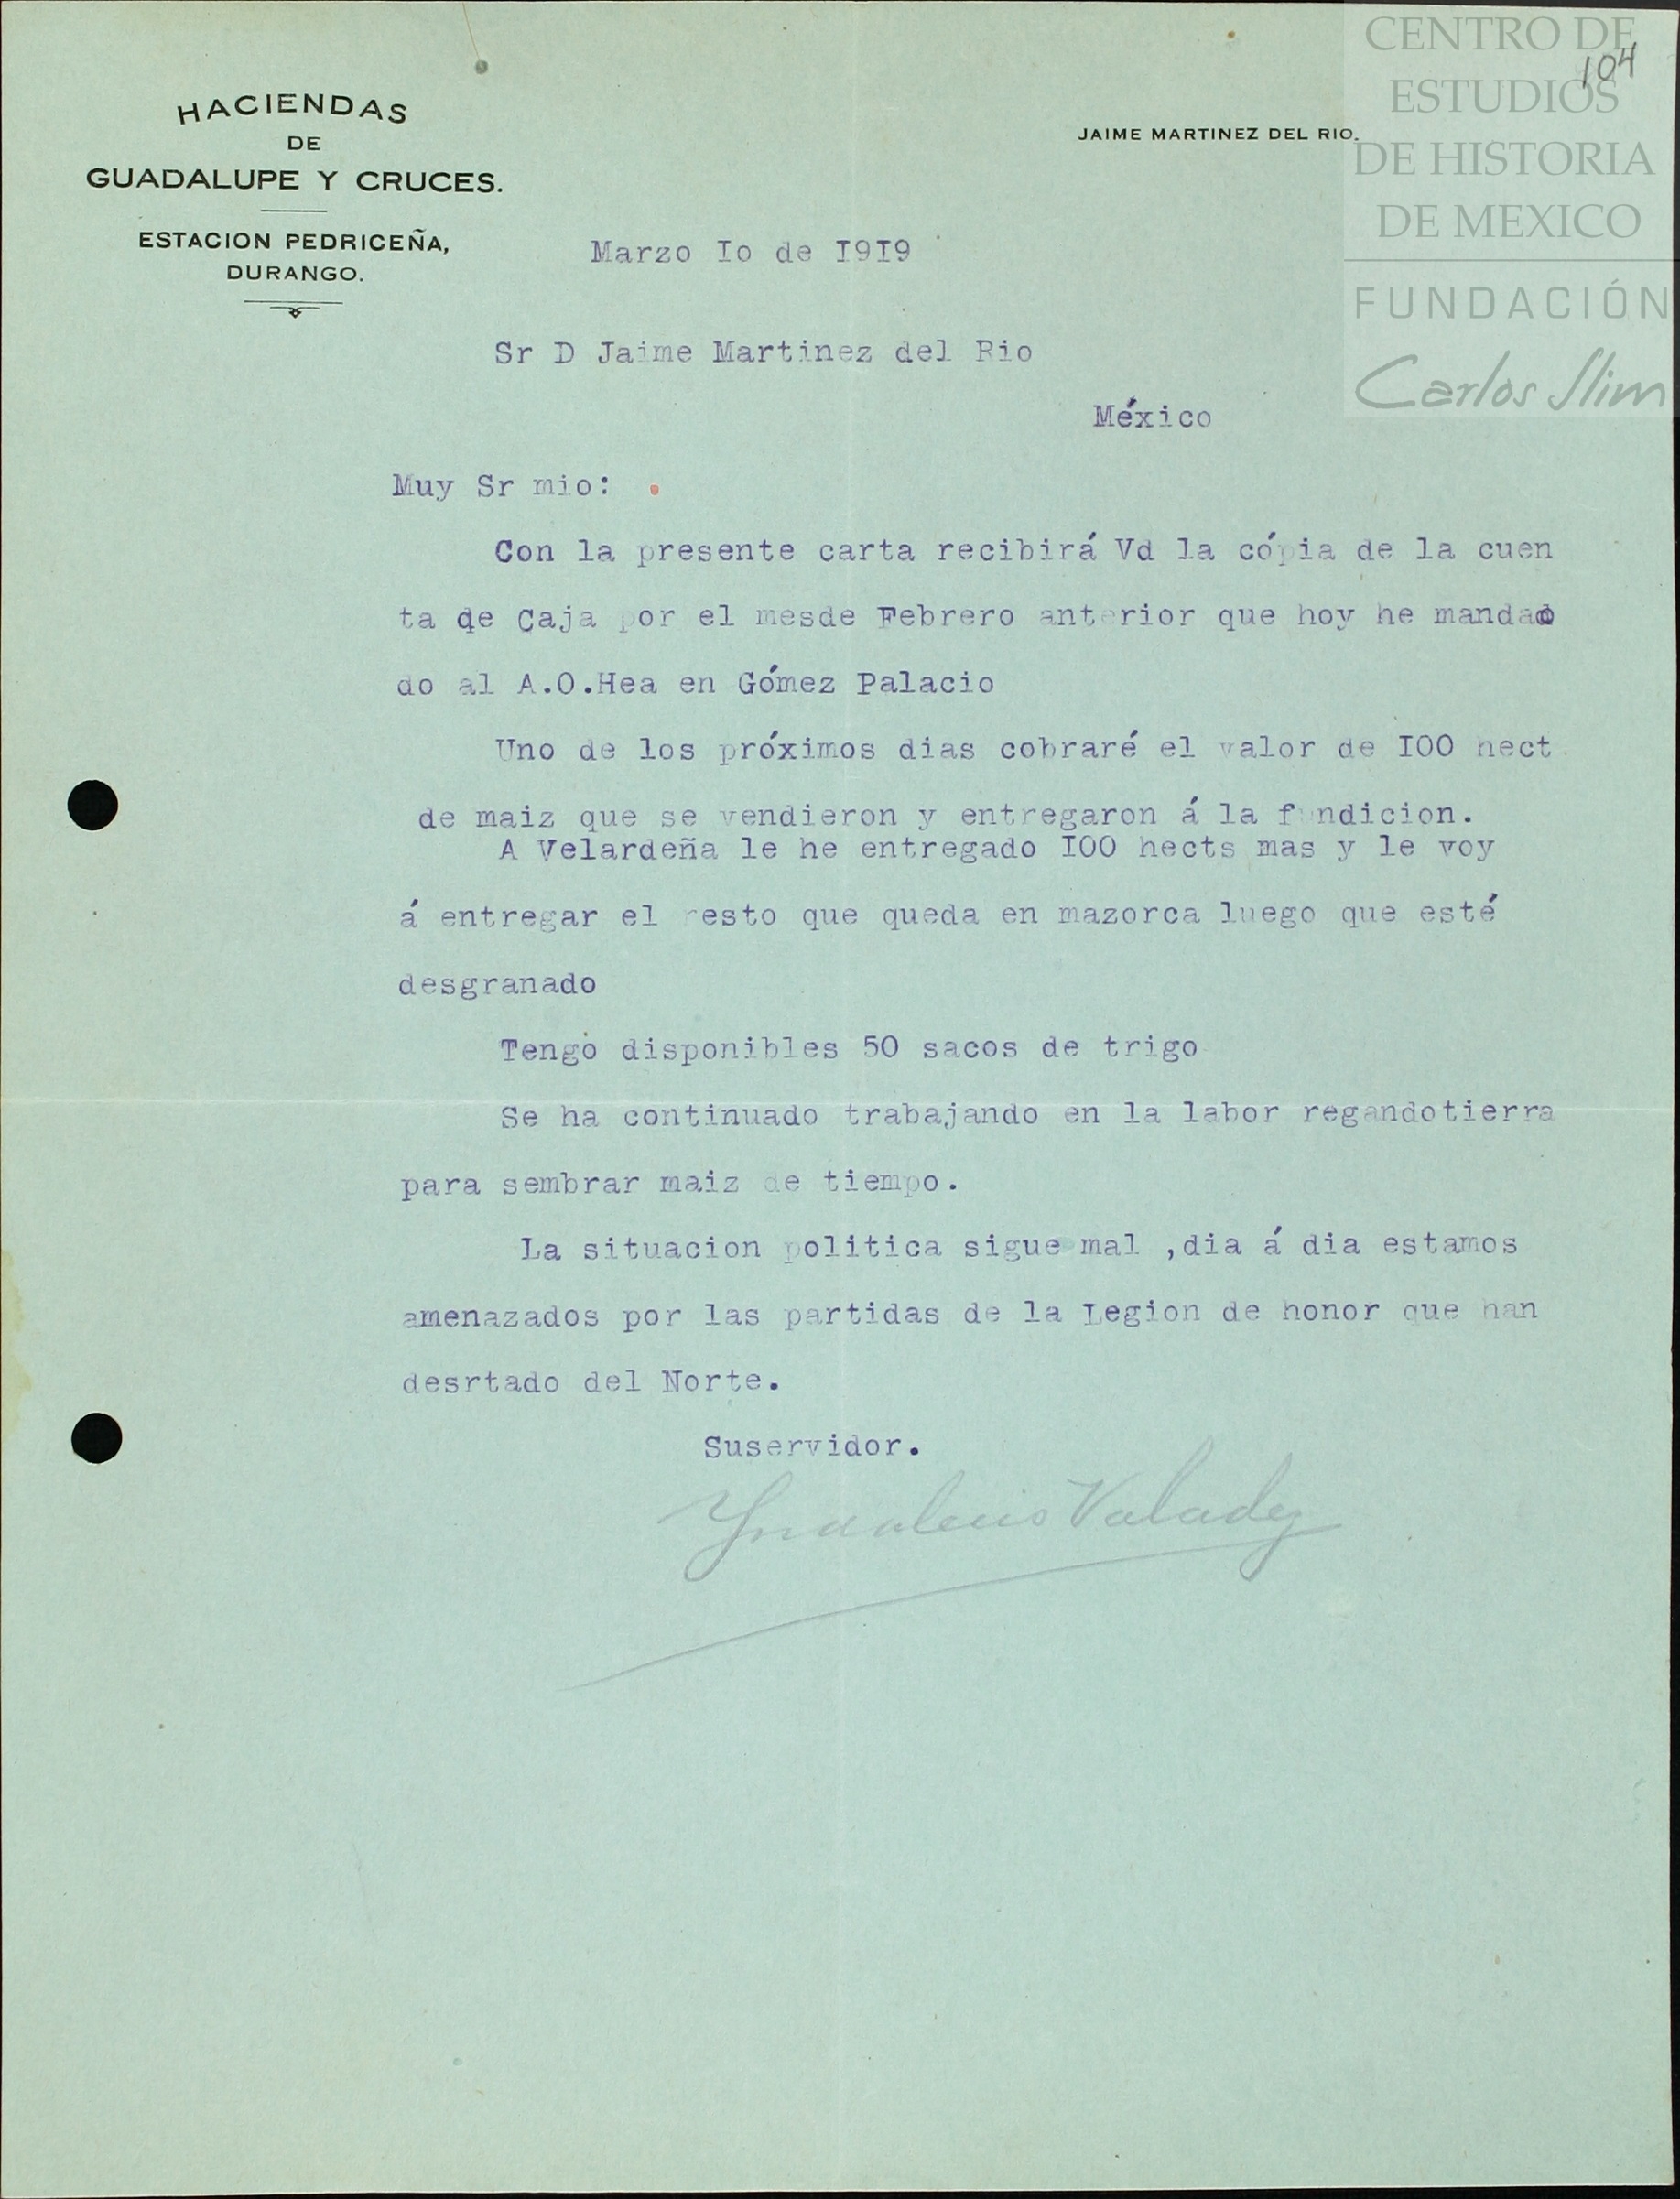 CENTRO DE
ESTUDIOS
DE HISTORIA
DE MEXICO
FUNDACIÓN
Carlos Slim
104
HACIENDAS
DE
GUADALUPE Y CRUCES.
ESTACION PEDRICEÑA,
DURANGO.
JAIME MARTINEZ DEL RIO.
Marzo Io de I9I9
Sr D Jaime Martinez del Rio
México
Muy Sr mio:
Con la presente carta recibirá Vd la cópia de la cuen
ta de Caja por el mesde Febrero anterior que hoy he mandad
do al A.O.Hea en Gómez Palacio
Uno de los próximos dias cobraré el valor de I00 hect
de maiz que se vendieron y entregaron á la fundicion.
A Velardeña le he entregado I00 hects mas y le voy
á entregar el resto que queda en mazorca luego que esté
desgranado
Tengo disponibles 50 sacos de trigo
Se ha continuado trabajando en la labor regandotierra
para sembrar maiz de tiempo.
La situacion politica sigue mal ,dia á dia estamos
amenazados por las partidas de la Legion de honor que han
desrtado del Norte.
Suservidor.
Yndalecio Valadez